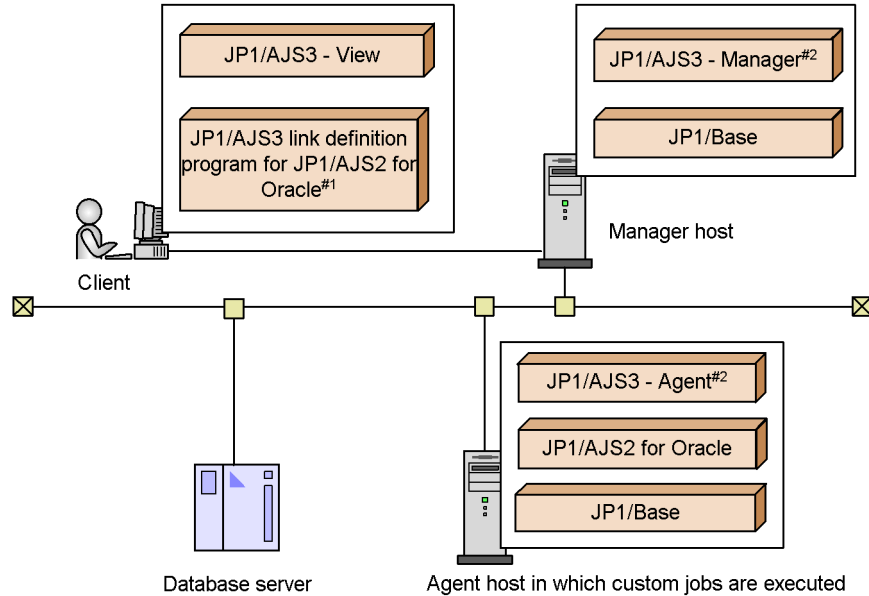 JP1/AJS3 - View
JP1/AJS3 link definition
program for JP1/AJS2 for
Oracle#1
Client
JP1/AJS3 - Manager#2
JP1/Base
Manager host
JP1/AJS3 - Agent#2
JP1/AJS2 for Oracle
JP1/Base
Database server
Agent host in which custom jobs are executed